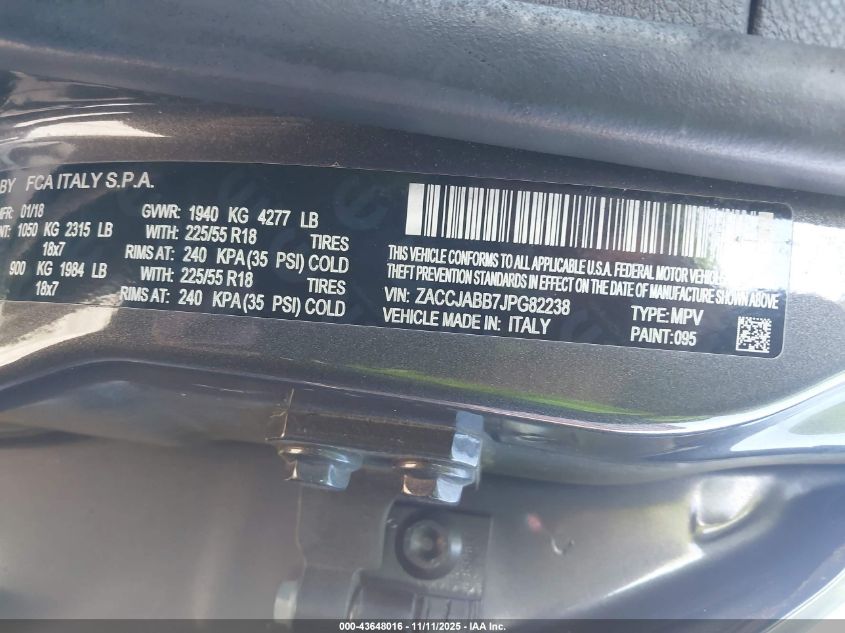 BY FCA ITALY S.P.A.
MFR: 01/18 GVWR: 1940 KG 4277 LB
1050 KG 2315 LB WITH: 225/55 R18 TIRES
18x7 RIMS AT: 240 KPA(35 PSI) COLD
900 KG 1984 LB WITH: 225/55 R18 TIRES
18x7 RIMS AT: 240 KPA(35 PSI) COLD
THIS VEHICLE CONFORMS TO ALL APPLICABLE U.S.A. FEDERAL MOTOR VEHICLE
THEFT PREVENTION STANDARDS IN EFFECT ON THE DATE OF MANUFACTURE SHOWN ABOVE
VIN: ZACCJABB7JPG82238 TYPE: MPV
VEHICLE MADE IN: ITALY PAINT: 095
000-43648016 - 11/11/2025 - IAA Inc.